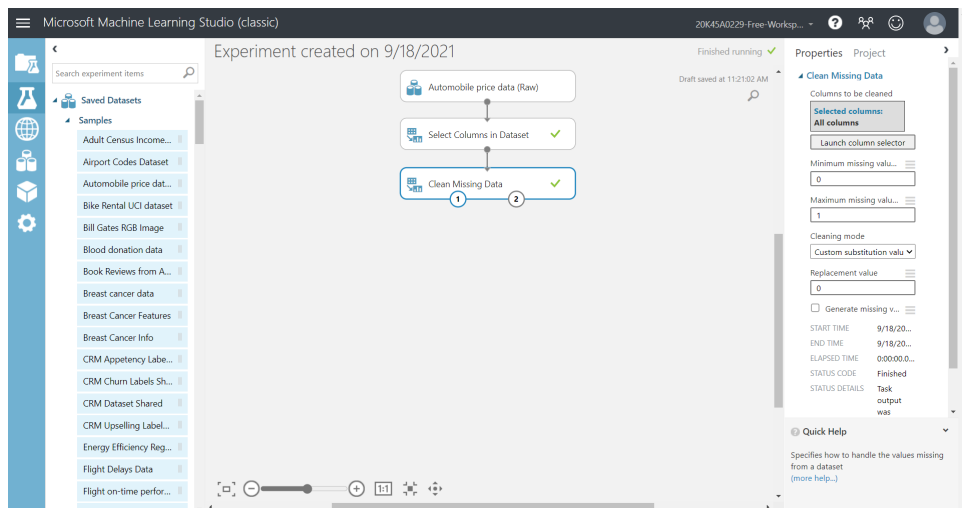 Microsoft Machine Learning Studio (classic)
20K45A0229-Free-Worksp...
?
Search experiment items
Saved Datasets
Samples
Adult Census Income...
Airport Codes Dataset
Automobile price dat...
Bike Rental UCI dataset
Bill Gates RGB Image
Blood donation data
Book Reviews from A...
Breast cancer data
Breast Cancer Features
Breast Cancer Info
CRM Appetency Labe...
CRM Churn Labels Sh...
CRM Dataset Shared
CRM Upselling Label...
Energy Efficiency Reg...
Flight Delays Data
Flight on-time perfor...
Experiment created on 9/18/2021
Finished running
Draft saved at 11:21:02 AM
Automobile price data (Raw)
Select Columns in Dataset
Clean Missing Data
1
2
1:1
Properties Project
Clean Missing Data
Columns to be cleaned
Selected columns:
All columns
Launch column selector
Minimum missing valu...
0
Maximum missing valu...
1
Cleaning mode
Custom substitution valu
Replacement value
0
Generate missing v...
START TIME 9/18/20...
END TIME 9/18/20...
ELAPSED TIME 0:00:00.0...
STATUS CODE Finished
STATUS DETAILS Task
output
was
? Quick Help
Specifies how to handle the values missing
from a dataset
(more help...)